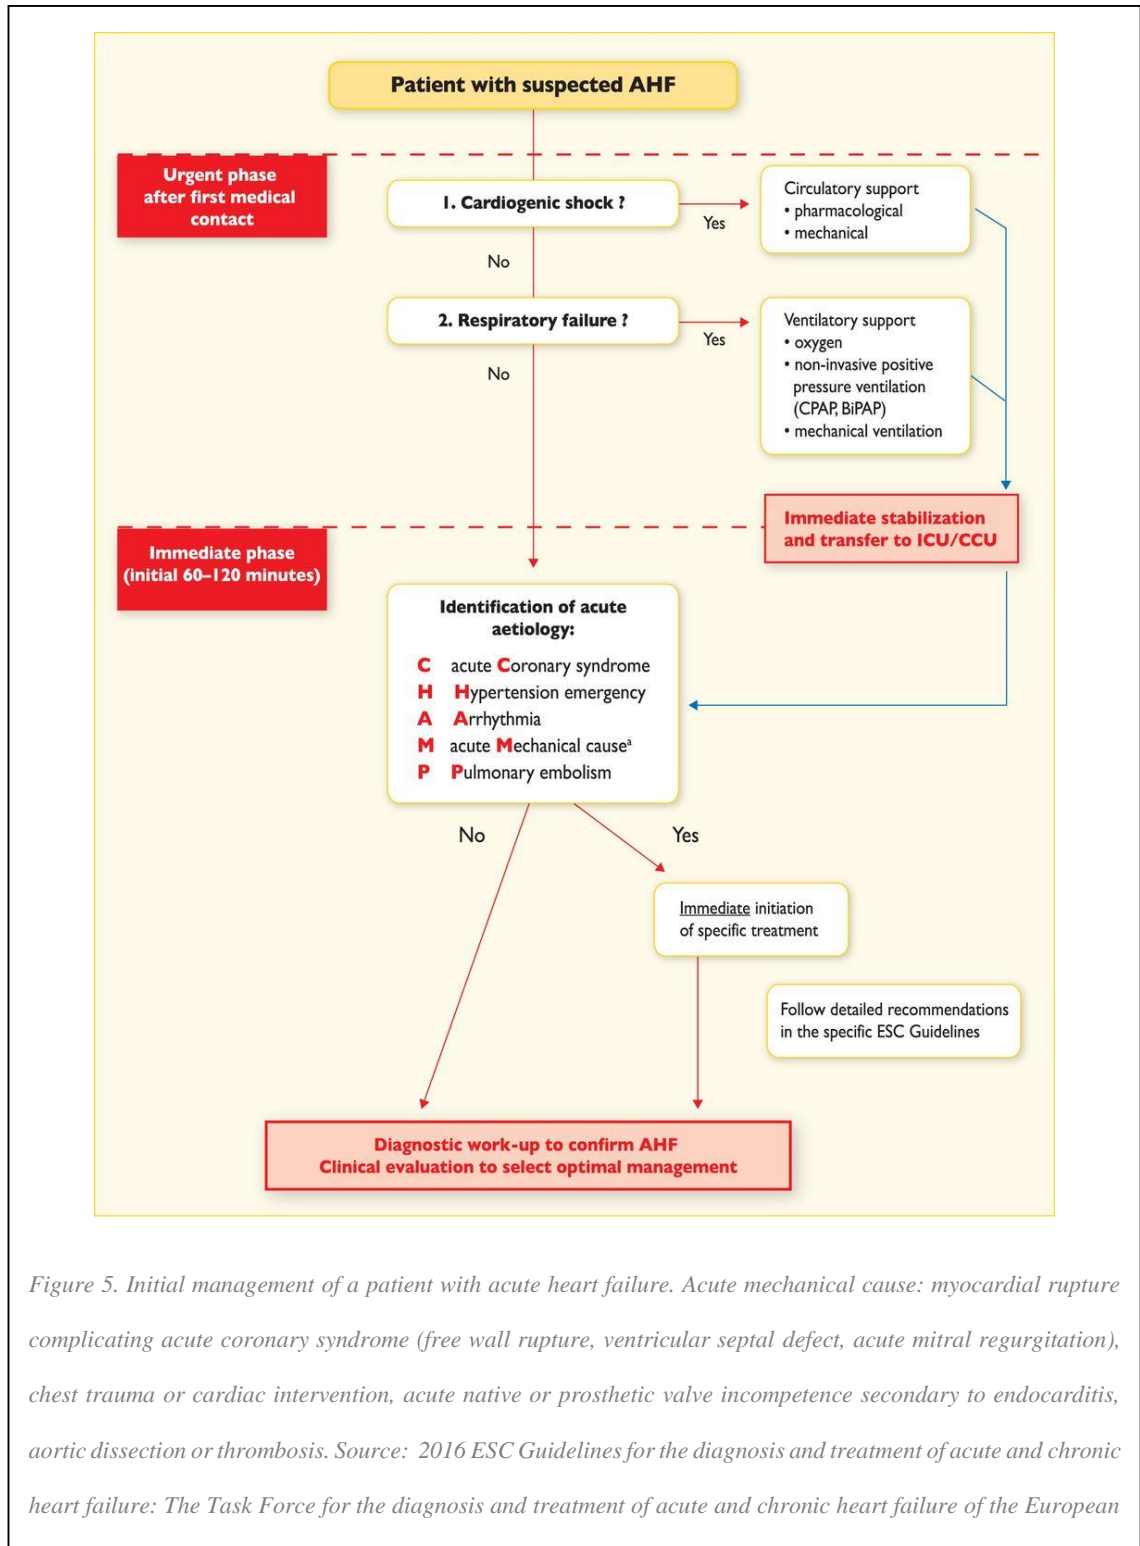 Patient with suspected AHF
Urgent phase
after first medical
contact
1. Cardiogenic shock ?
Yes
No
Circulatory support
• pharmacological
• mechanical
2. Respiratory failure ?
Yes
No
Ventilatory support
• oxygen
• non-invasive positive
pressure ventilation
(CPAP, BiPAP)
• mechanical ventilation
Immediate stabilization
and transfer to ICU/CCU
Immediate phase
(initial 60–120 minutes)
Identification of acute
aetiology:
C acute Coronary syndrome
H Hypertension emergency
A Arrhythmia
M acute Mechanical causeᵃ
P Pulmonary embolism
No
Yes
Immediate initiation
of specific treatment
Follow detailed recommendations
in the specific ESC Guidelines
Diagnostic work-up to confirm AHF
Clinical evaluation to select optimal management
Figure 5. Initial management of a patient with acute heart failure. Acute mechanical cause: myocardial rupture
complicating acute coronary syndrome (free wall rupture, ventricular septal defect, acute mitral regurgitation),
chest trauma or cardiac intervention, acute native or prosthetic valve incompetence secondary to endocarditis,
aortic dissection or thrombosis. Source: 2016 ESC Guidelines for the diagnosis and treatment of acute and chronic
heart failure: The Task Force for the diagnosis and treatment of acute and chronic heart failure of the European